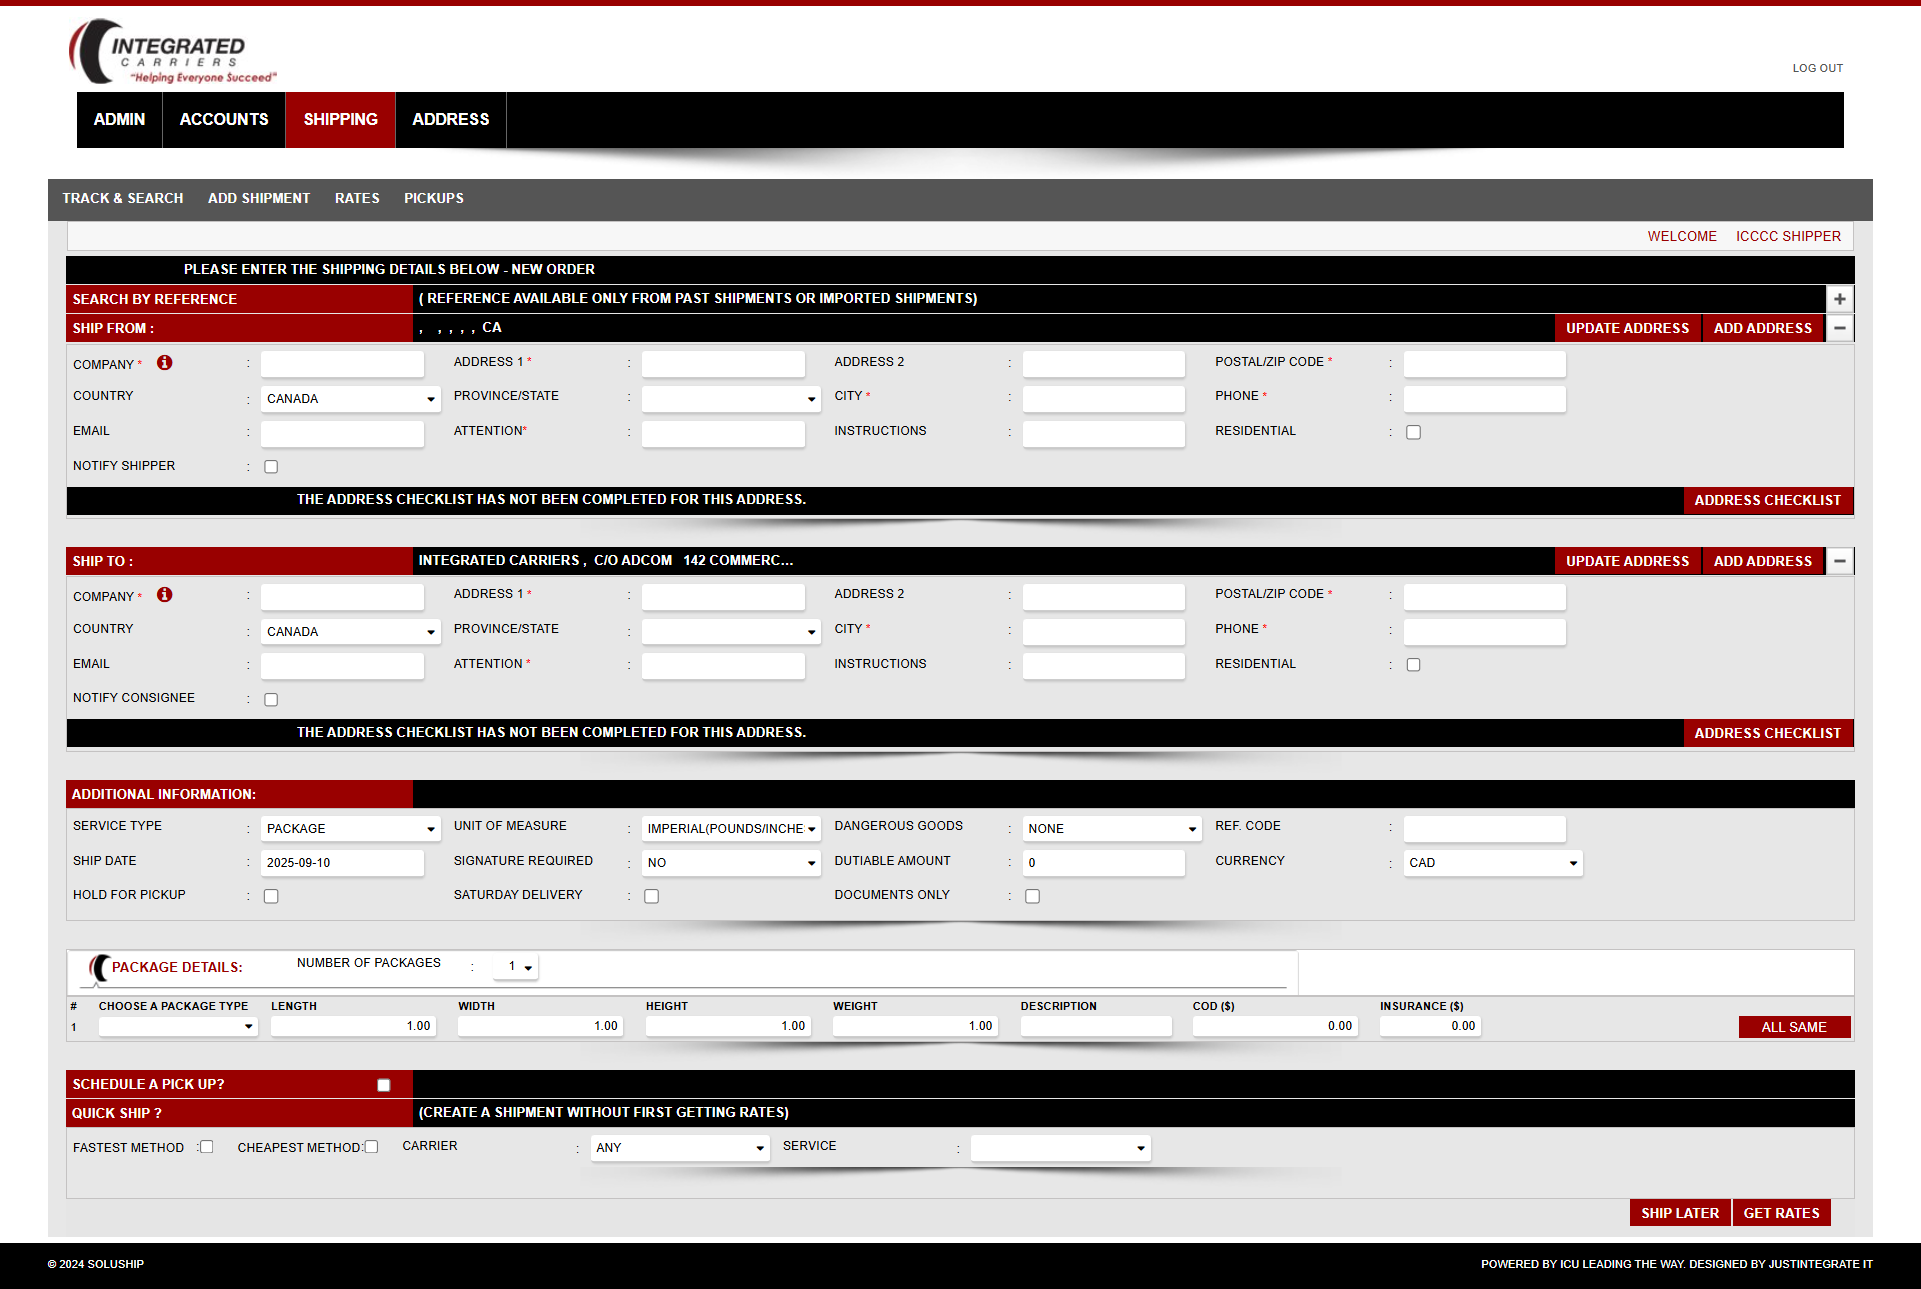 INTEGRATED
CARRIERS
"Helping Everyone Succeed"
LOG OUT
ADMIN ACCOUNTS SHIPPING ADDRESS
TRACK & SEARCH ADD SHIPMENT RATES PICKUPS
WELCOME ICCCC SHIPPER
PLEASE ENTER THE SHIPPING DETAILS BELOW - NEW ORDER
SEARCH BY REFERENCE ( REFERENCE AVAILABLE ONLY FROM PAST SHIPMENTS OR IMPORTED SHIPMENTS) +
SHIP FROM : , , , , , CA UPDATE ADDRESS ADD ADDRESS −
COMPANY * : ADDRESS 1 * : ADDRESS 2 : POSTAL/ZIP CODE * :
COUNTRY : CANADA PROVINCE/STATE : CITY * : PHONE * :
EMAIL : ATTENTION* : INSTRUCTIONS : RESIDENTIAL :
NOTIFY SHIPPER :
THE ADDRESS CHECKLIST HAS NOT BEEN COMPLETED FOR THIS ADDRESS. ADDRESS CHECKLIST
SHIP TO : INTEGRATED CARRIERS , C/O ADCOM 142 COMMERC... UPDATE ADDRESS ADD ADDRESS −
COMPANY * : ADDRESS 1 * : ADDRESS 2 : POSTAL/ZIP CODE * :
COUNTRY : CANADA PROVINCE/STATE : CITY * : PHONE * :
EMAIL : ATTENTION * : INSTRUCTIONS : RESIDENTIAL :
NOTIFY CONSIGNEE :
THE ADDRESS CHECKLIST HAS NOT BEEN COMPLETED FOR THIS ADDRESS. ADDRESS CHECKLIST
ADDITIONAL INFORMATION:
SERVICE TYPE : PACKAGE UNIT OF MEASURE : IMPERIAL(POUNDS/INCHE DANGEROUS GOODS : NONE REF. CODE :
SHIP DATE : 2025-09-10 SIGNATURE REQUIRED : NO DUTIABLE AMOUNT : 0 CURRENCY : CAD
HOLD FOR PICKUP : SATURDAY DELIVERY : DOCUMENTS ONLY :
PACKAGE DETAILS: NUMBER OF PACKAGES : 1
# CHOOSE A PACKAGE TYPE LENGTH WIDTH HEIGHT WEIGHT DESCRIPTION COD ($) INSURANCE ($)
1 1.00 1.00 1.00 1.00 0.00 0.00 ALL SAME
SCHEDULE A PICK UP?
QUICK SHIP ? (CREATE A SHIPMENT WITHOUT FIRST GETTING RATES)
FASTEST METHOD : CHEAPEST METHOD: CARRIER : ANY SERVICE :
SHIP LATER GET RATES
© 2024 SOLUSHIP POWERED BY ICU LEADING THE WAY. DESIGNED BY JUSTINTEGRATE IT